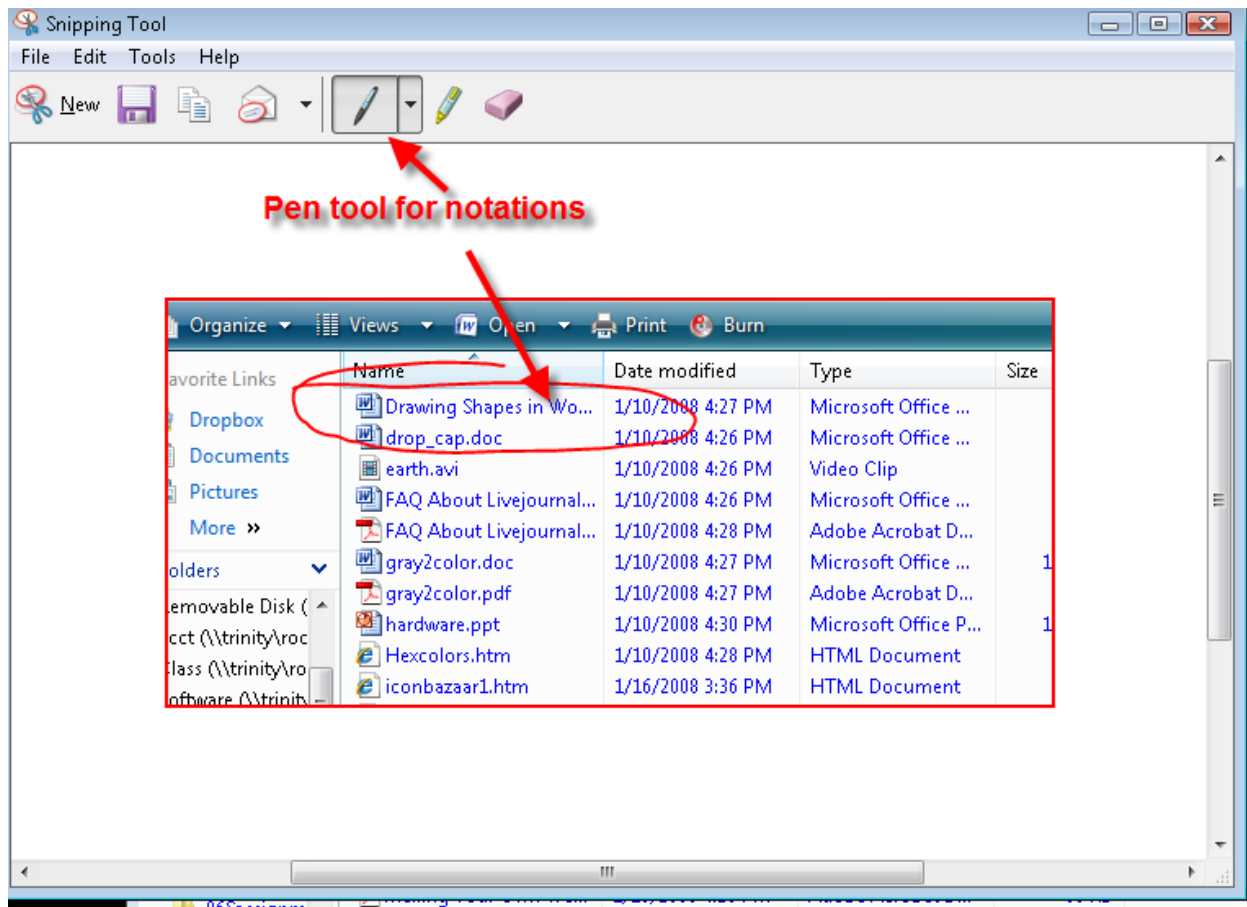 Snipping Tool
File Edit Tools Help
New
Pen tool for notations
Organize Views Open Print Burn
avorite Links
Dropbox
Documents
Pictures
More »
olders
emovable Disk (
cct (\\trinity\roc
lass (\\trinity\ro
oftware (\\trinity
Name Date modified Type Size
Drawing Shapes in Wo... 1/10/2008 4:27 PM Microsoft Office ...
drop_cap.doc 1/10/2008 4:26 PM Microsoft Office ...
earth.avi 1/10/2008 4:26 PM Video Clip
FAQ About Livejournal... 1/10/2008 4:26 PM Microsoft Office ...
FAQ About Livejournal... 1/10/2008 4:28 PM Adobe Acrobat D...
gray2color.doc 1/10/2008 4:27 PM Microsoft Office ... 1
gray2color.pdf 1/10/2008 4:27 PM Adobe Acrobat D...
hardware.ppt 1/10/2008 4:30 PM Microsoft Office P... 1
Hexcolors.htm 1/10/2008 4:28 PM HTML Document
iconbazaar1.htm 1/16/2008 3:36 PM HTML Document